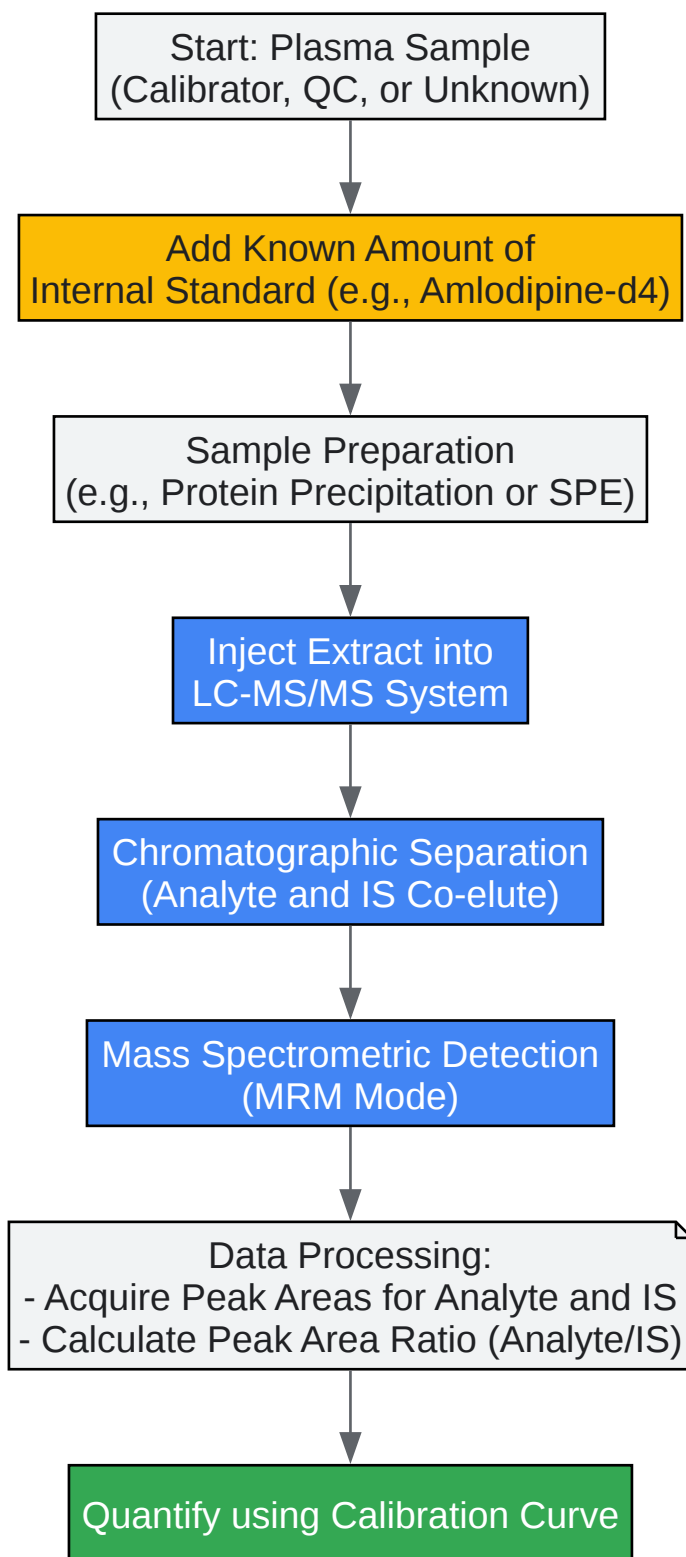 Start: Plasma Sample
(Calibrator, QC, or Unknown)
Add Known Amount of
Internal Standard (e.g., Amlodipine-d4)
Sample Preparation
(e.g., Protein Precipitation or SPE)
Inject Extract into
LC-MS/MS System
Chromatographic Separation
(Analyte and IS Co-elute)
Mass Spectrometric Detection
(MRM Mode)
Data Processing:
- Acquire Peak Areas for Analyte and IS
- Calculate Peak Area Ratio (Analyte/IS)
Quantify using Calibration Curve